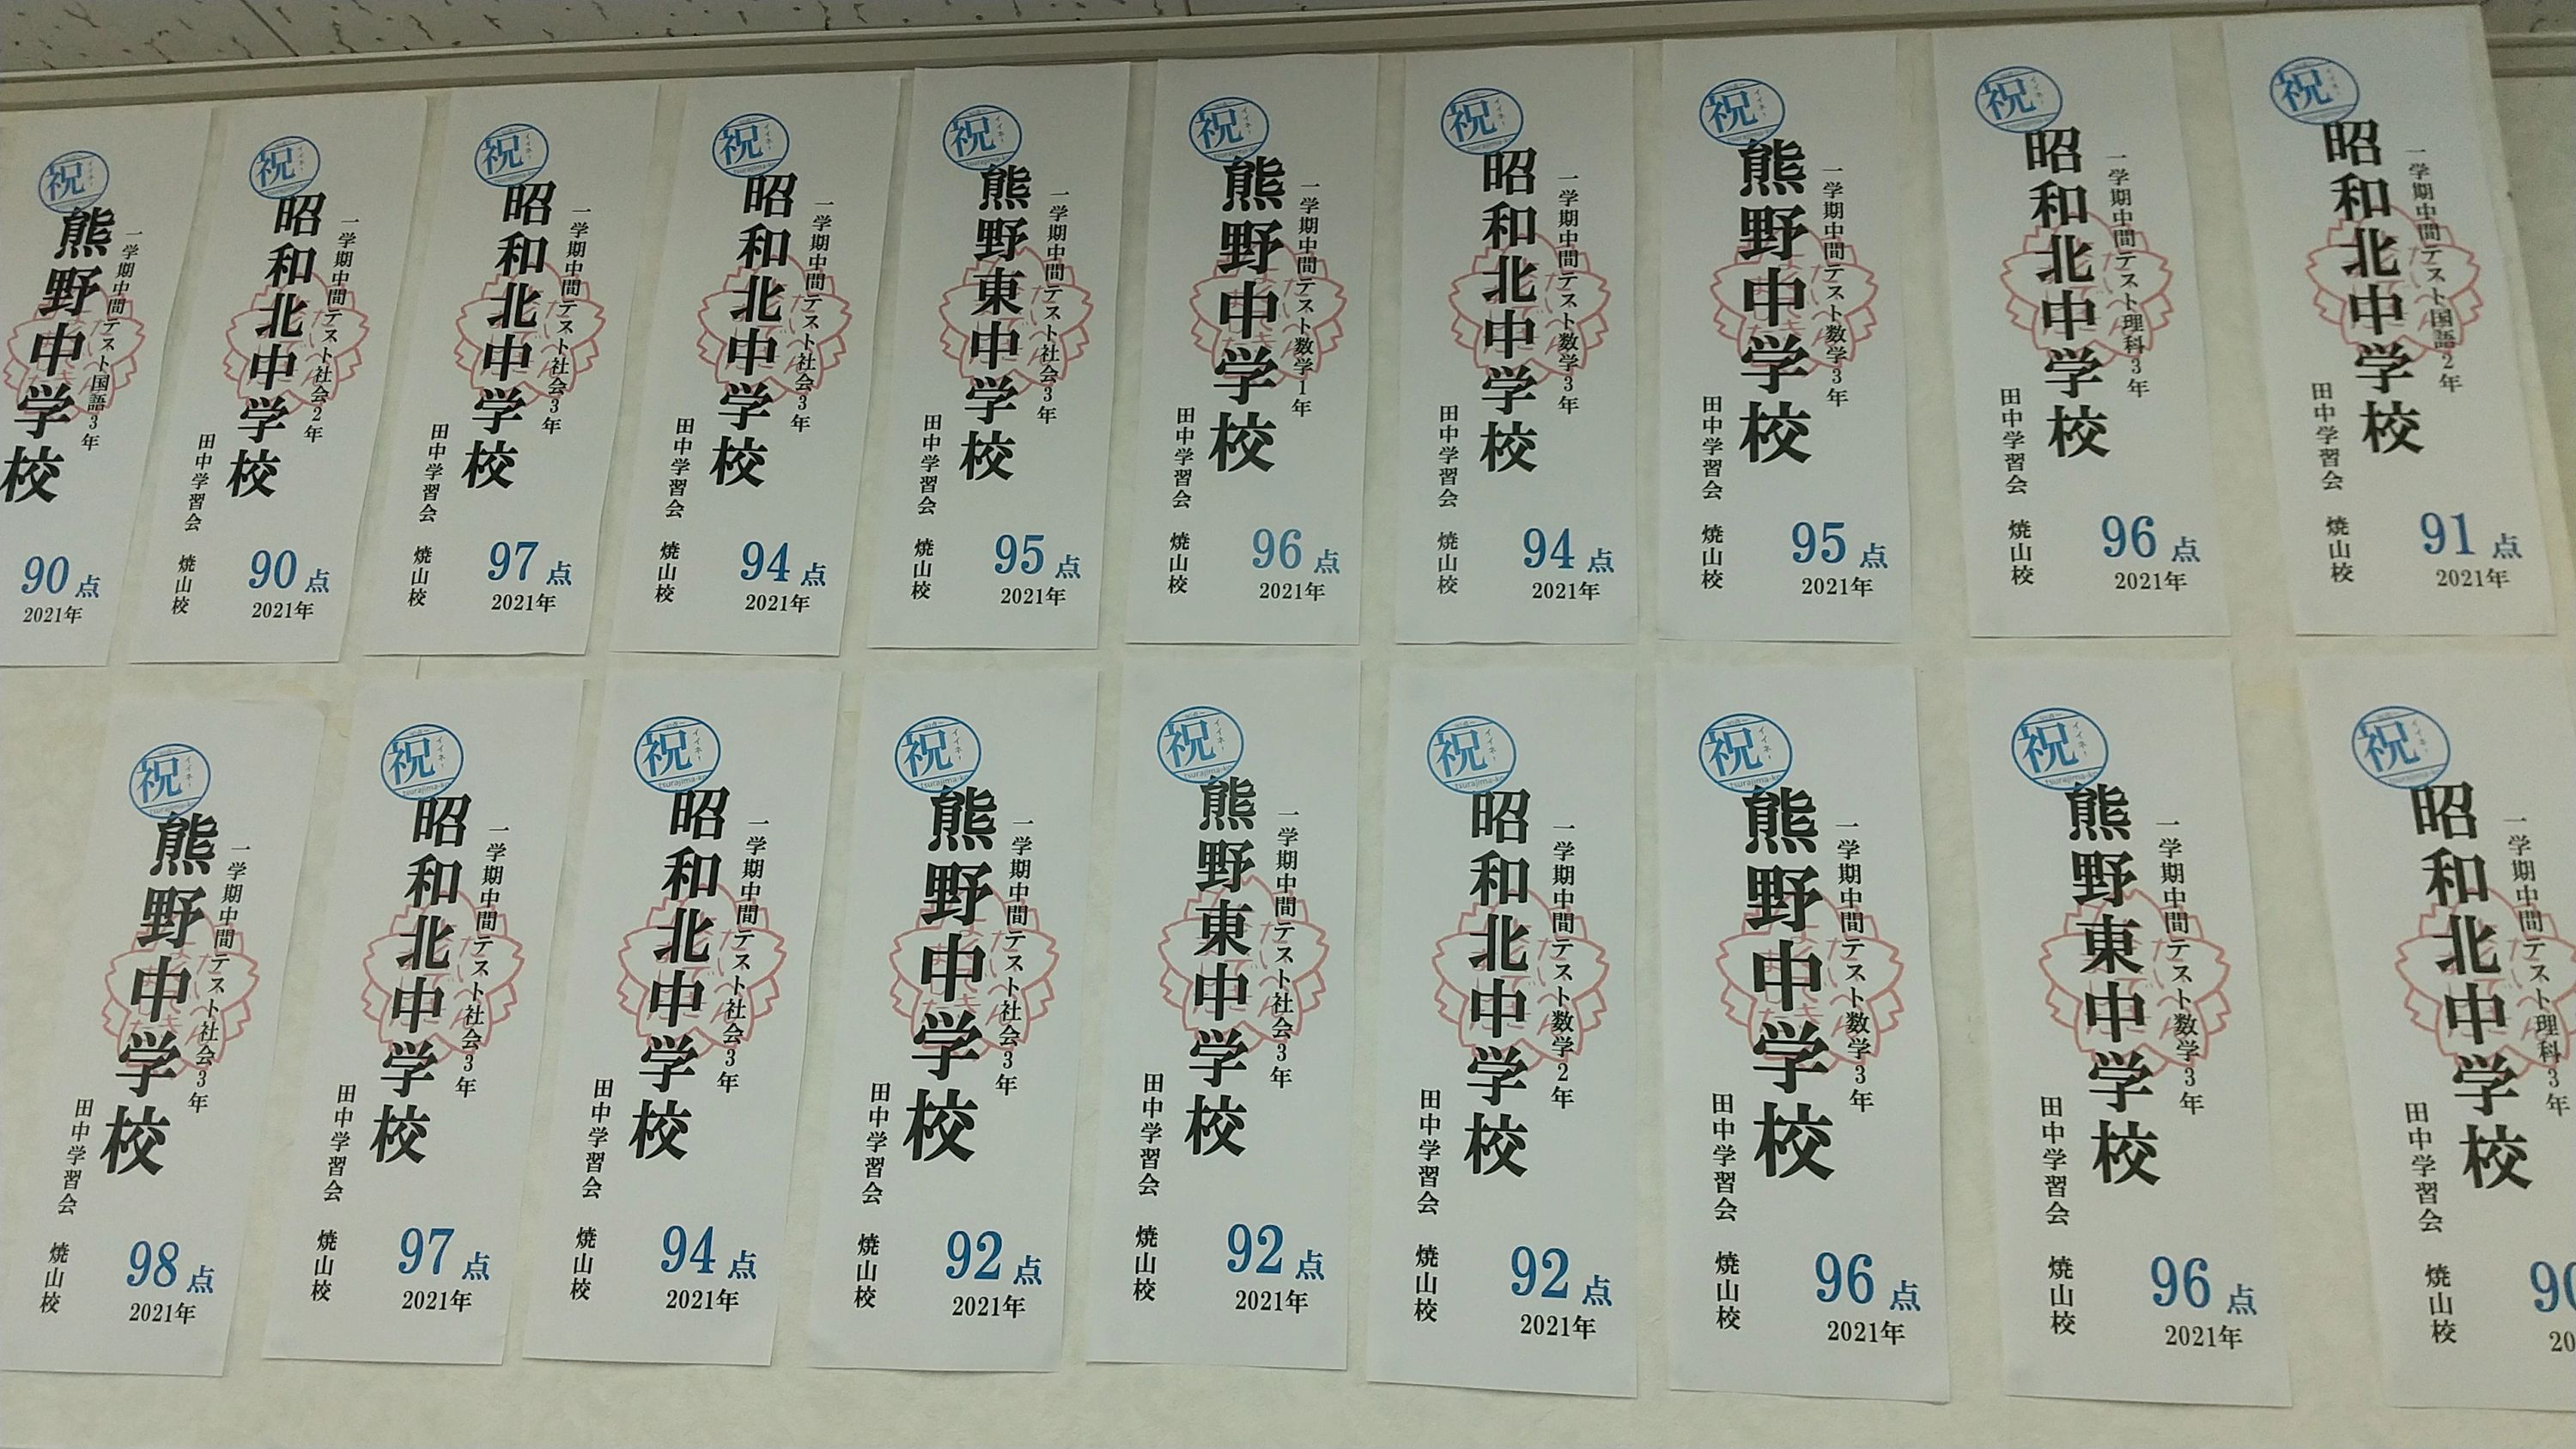 祝
熊野中学校
一学期中間テスト国語3年
田中学習会
90点
2021年
祝
昭和北中学校
一学期中間テスト社会2年
田中学習会 焼山校
90点
2021年
祝
昭和北中学校
一学期中間テスト社会3年
田中学習会 焼山校
97点
2021年
祝
昭和北中学校
一学期中間テスト社会3年
田中学習会 焼山校
94点
2021年
祝
熊野東中学校
一学期中間テスト社会3年
田中学習会 焼山校
95点
2021年
祝
熊野中学校
一学期中間テスト数学1年
田中学習会 焼山校
96点
2021年
祝
昭和北中学校
一学期中間テスト数学3年
田中学習会 焼山校
94点
2021年
祝
熊野中学校
一学期中間テスト数学3年
田中学習会 焼山校
95点
2021年
祝
昭和北中学校
一学期中間テスト理科3年
田中学習会 焼山校
96点
2021年
祝
昭和北中学校
一学期中間テスト国語2年
田中学習会 焼山校
91点
2021年
祝
熊野中学校
一学期中間テスト社会3年
田中学習会 焼山校
98点
2021年
祝
昭和北中学校
一学期中間テスト社会3年
田中学習会 焼山校
97点
2021年
祝
昭和北中学校
一学期中間テスト社会3年
田中学習会 焼山校
94点
2021年
祝
熊野中学校
一学期中間テスト社会3年
田中学習会 焼山校
92点
2021年
祝
熊野東中学校
一学期中間テスト社会3年
田中学習会 焼山校
92点
2021年
祝
昭和北中学校
一学期中間テスト数学2年
田中学習会 焼山校
92点
2021年
祝
熊野中学校
一学期中間テスト数学3年
田中学習会 焼山校
96点
2021年
祝
熊野東中学校
一学期中間テスト数学3年
田中学習会 焼山校
96点
2021年
祝
昭和北中学校
一学期中間テスト理科3年
田中学習会 焼山校